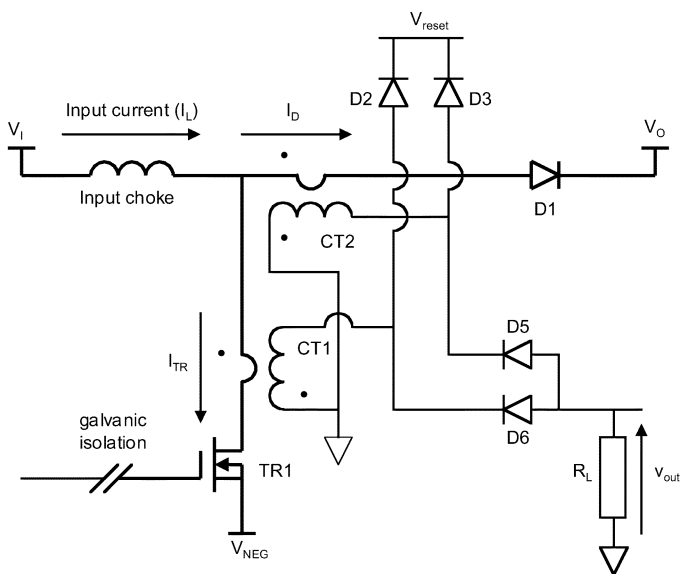 V_reset
D2
D3
Input current (I_L)
I_D
V_I
V_O
Input choke
D1
CT2
D5
CT1
I_TR
D6
galvanic
isolation
TR1
R_L
v_out
V_NEG